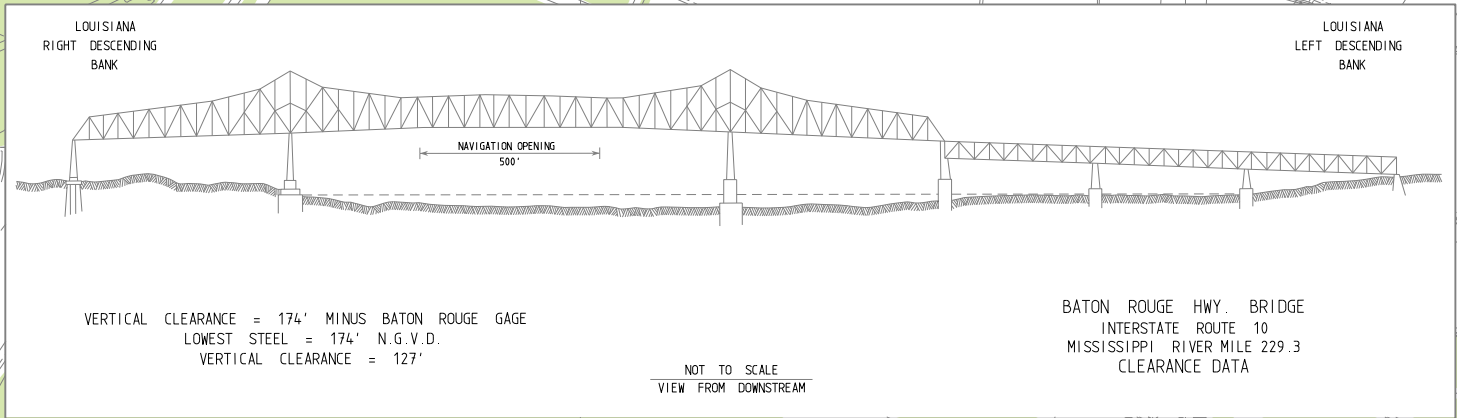 LOUISIANA
RIGHT DESCENDING
BANK
LOUISIANA
LEFT DESCENDING
BANK
NAVIGATION OPENING
500'
VERTICAL CLEARANCE = 174' MINUS BATON ROUGE GAGE
LOWEST STEEL = 174' N.G.V.D.
VERTICAL CLEARANCE = 127'
NOT TO SCALE
VIEW FROM DOWNSTREAM
BATON ROUGE HWY. BRIDGE
INTERSTATE ROUTE 10
MISSISSIPPI RIVER MILE 229.3
CLEARANCE DATA